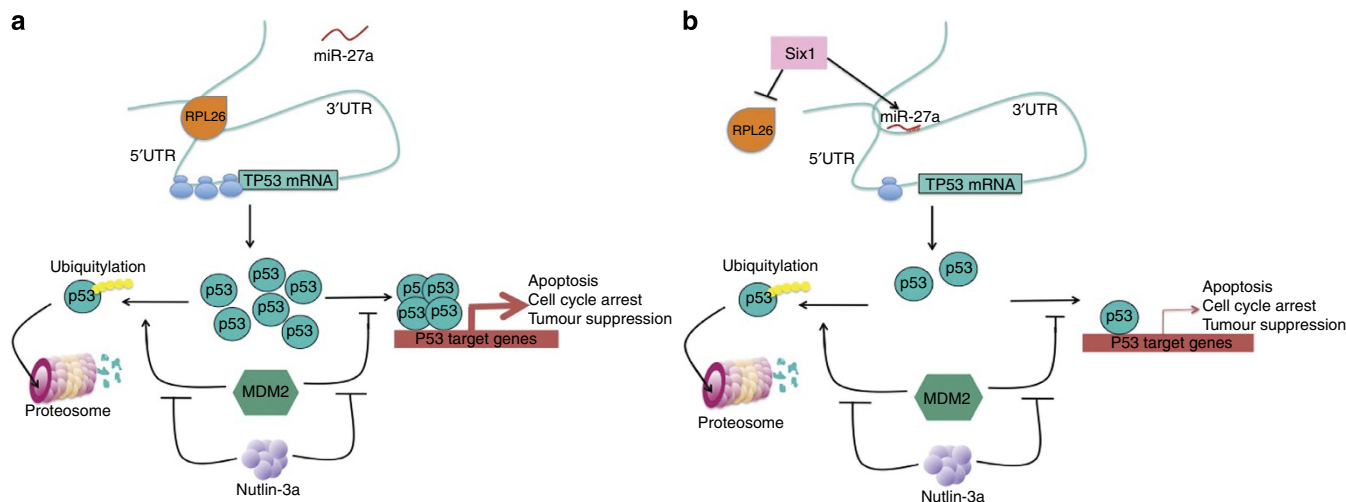 a
miR-27a
RPL26
3′UTR
5′UTR
TP53 mRNA
Ubiquitylation
p53
p53
p53
p53
p53
p53
p53
p53
p5
p53
p53
p53
Apoptosis
Cell cycle arrest
Tumour suppression
P53 target genes
Proteosome
MDM2
Nutlin-3a
b
Six1
RPL26
miR-27a
3′UTR
5′UTR
TP53 mRNA
Ubiquitylation
p53
p53
p53
p53
Apoptosis
Cell cycle arrest
Tumour suppression
P53 target genes
Proteosome
MDM2
Nutlin-3a